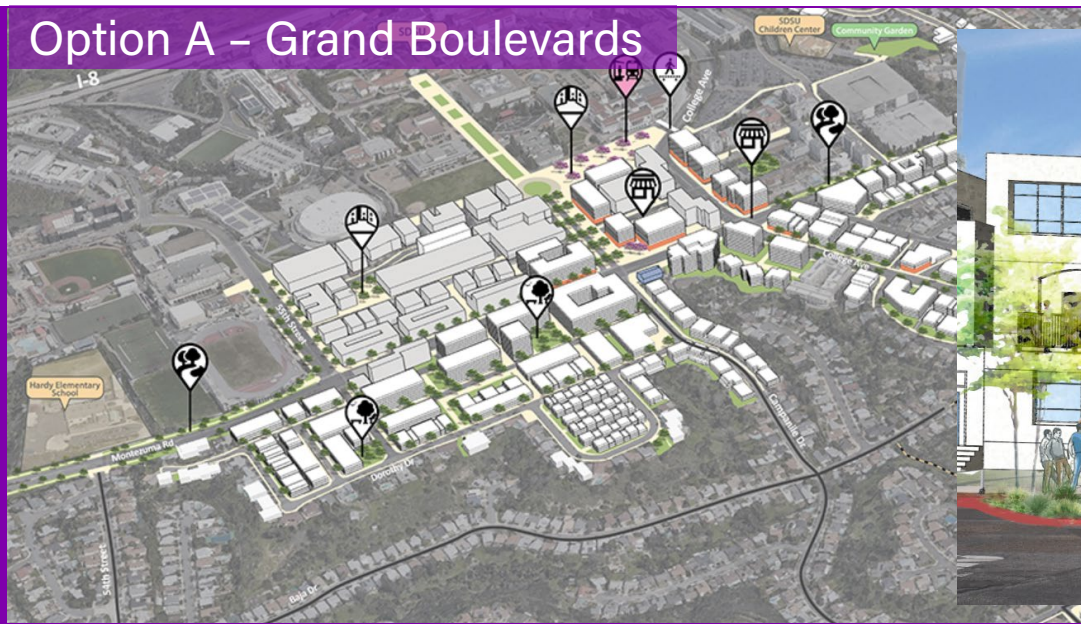 Option A – Grand Boulevards
SDSU
Children Center
Community Garden
I-8
College Ave
Hardy Elementary
School
Montezuma Rd
Dorothy Dr
Campanile Dr
54th Street
Baja Dr